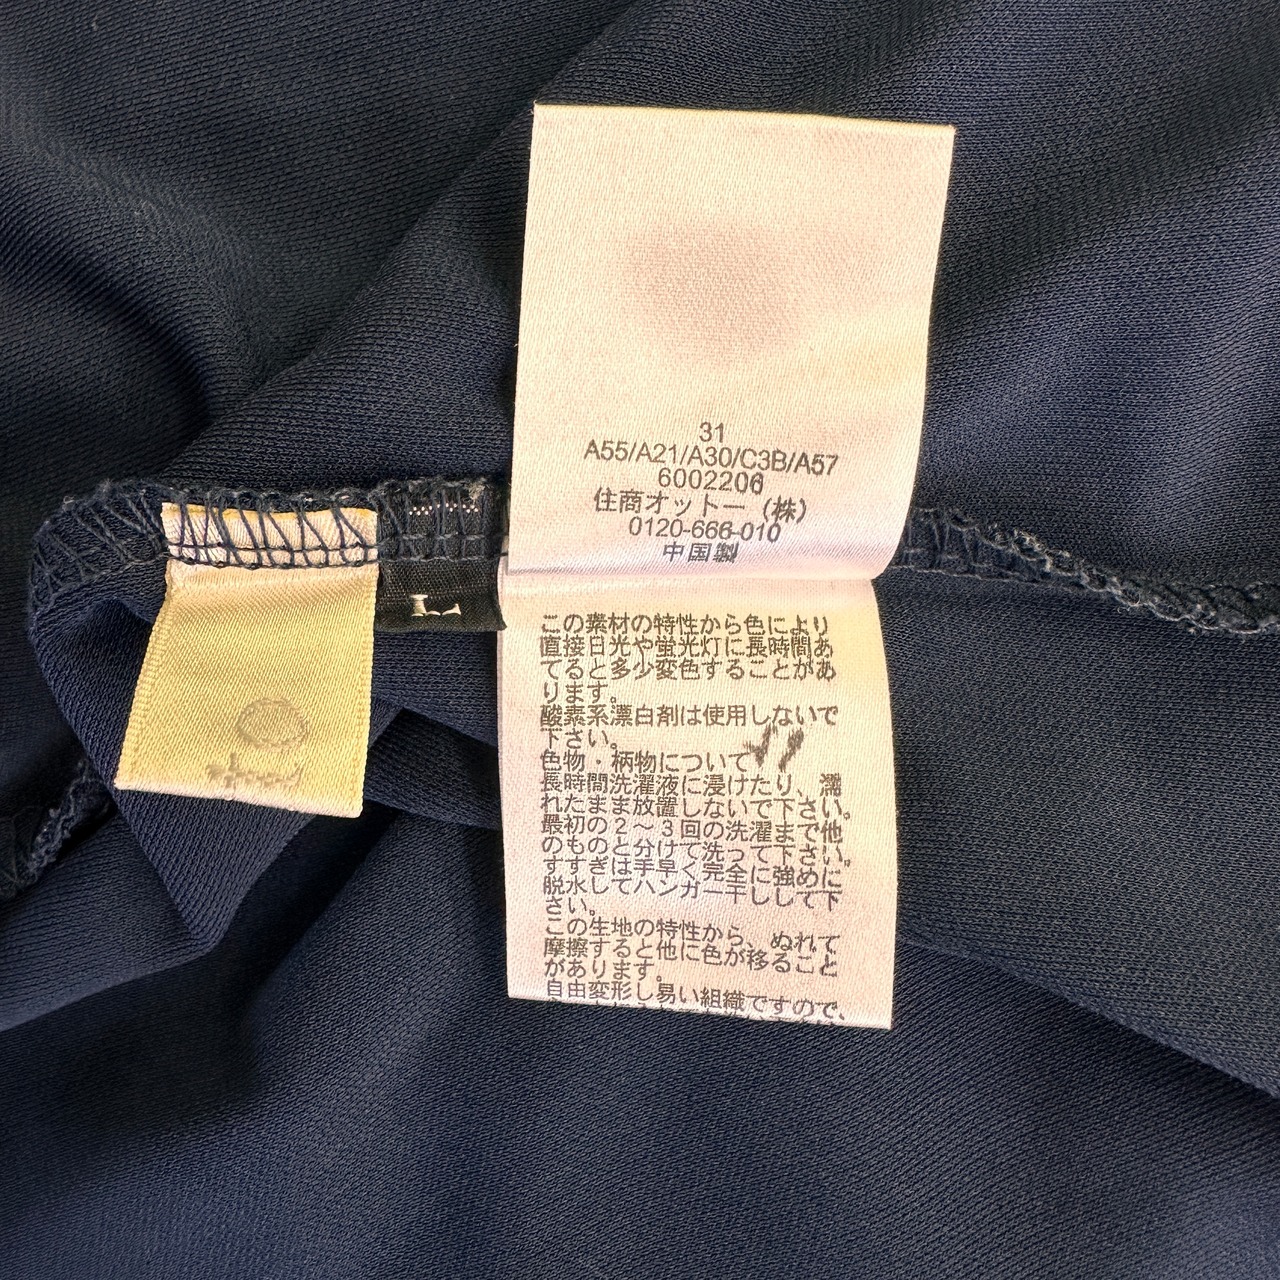 31
A55/A21/A30/C3B/A57
6002206
住商オットー（株）
0120-666-010
中国製
L
この素材の特性から色により
直接日光や蛍光灯に長時間あ
てると多少変色することがあ
ります。
酸素系漂白剤は使用しないで
下さい。
色物・柄物について
長時間洗濯液に浸けたり、濡
れたまま放置しないで下さい。
最初の2～3回の洗濯まで他
のものと分けて洗って下さい。
すすぎは手早く完全に強めに
脱水してハンガー干しして下
さい。
この生地の特性から、ぬれて
摩擦すると他に色が移ること
があります。
自由変形し易い組織ですので、